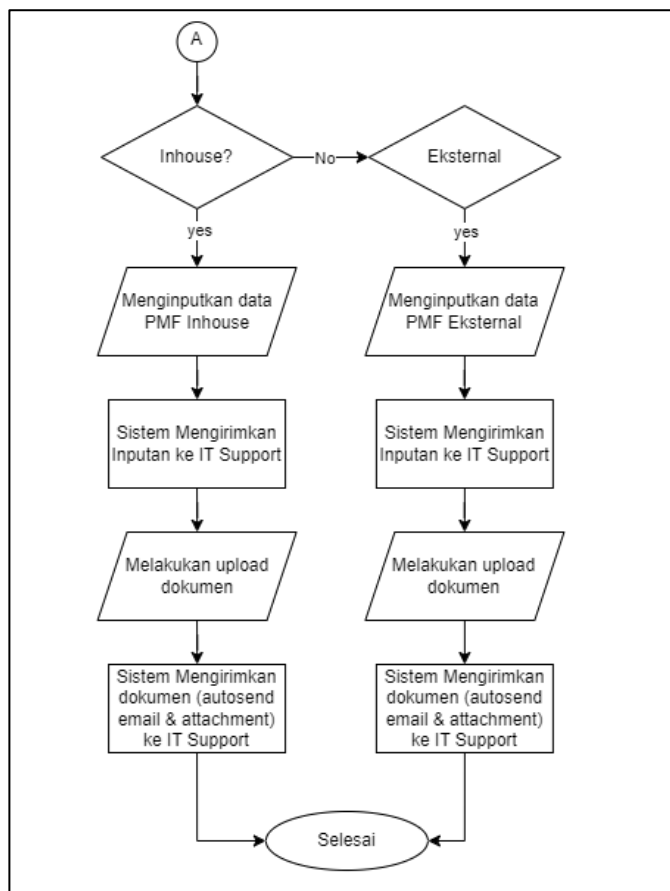 A
Inhouse?
No
Eksternal
yes
yes
Menginputkan data
PMF Inhouse
Menginputkan data
PMF Eksternal
Sistem Mengirimkan
Inputan ke IT Support
Sistem Mengirimkan
Inputan ke IT Support
Melakukan upload
dokumen
Melakukan upload
dokumen
Sistem Mengirimkan
dokumen (autosend
email & attachment)
ke IT Support
Sistem Mengirimkan
dokumen (autosend
email & attachment)
ke IT Support
Selesai